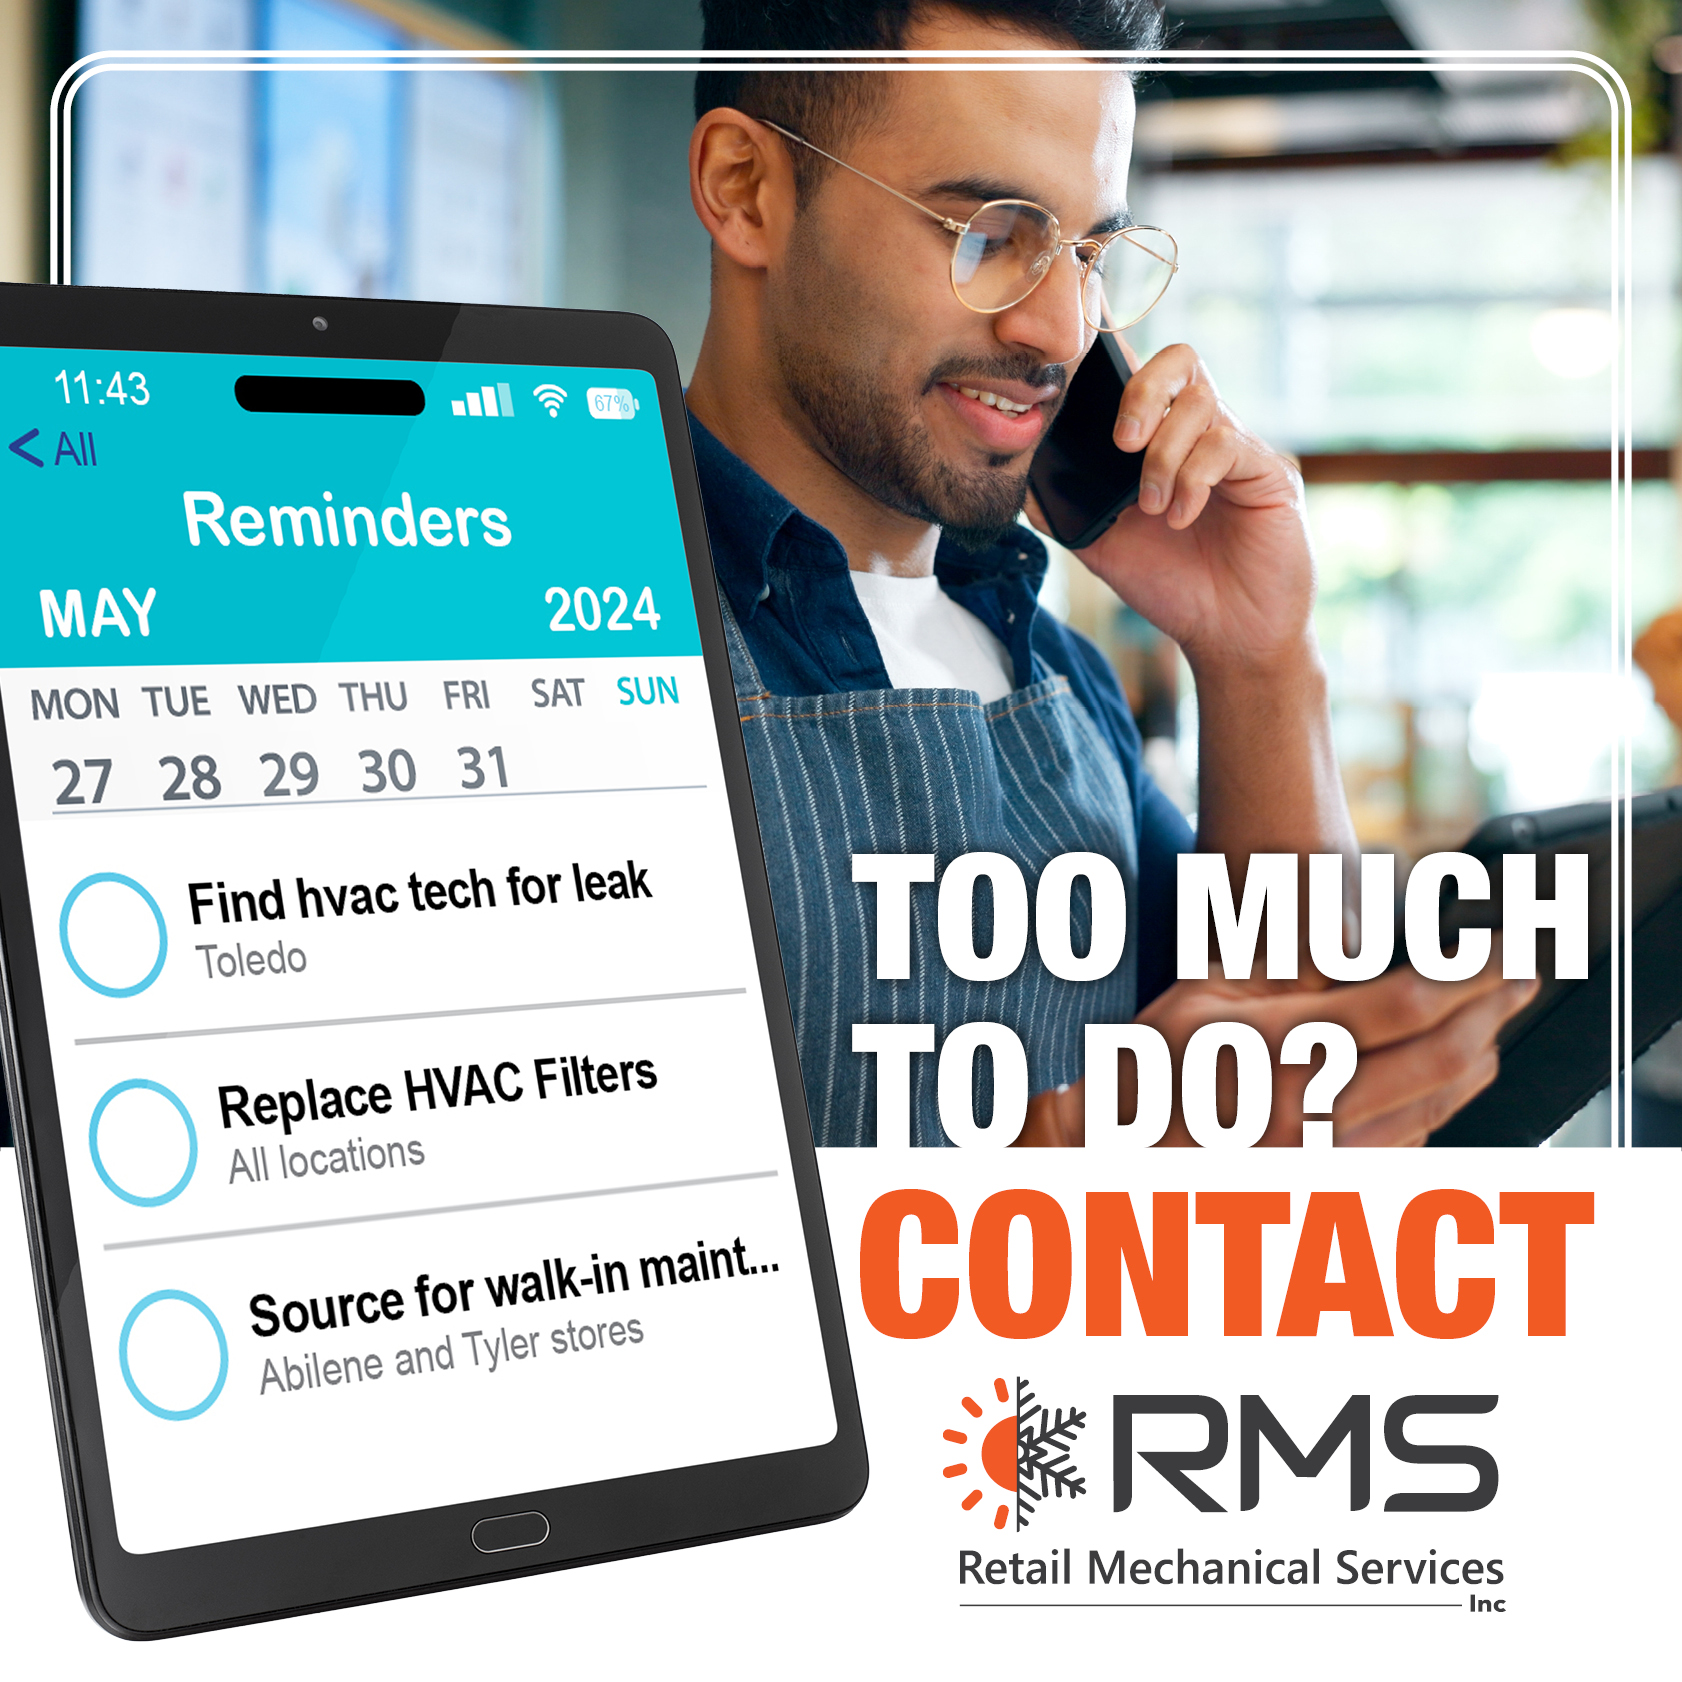 11:43
67%
< All
Reminders
MAY 2024
MON TUE WED THU FRI SAT SUN
27 28 29 30 31
Find hvac tech for leak
Toledo
Replace HVAC Filters
All locations
Source for walk-in maint...
Abilene and Tyler stores
TOO MUCH
TO DO?
CONTACT
RMS
Retail Mechanical Services
Inc